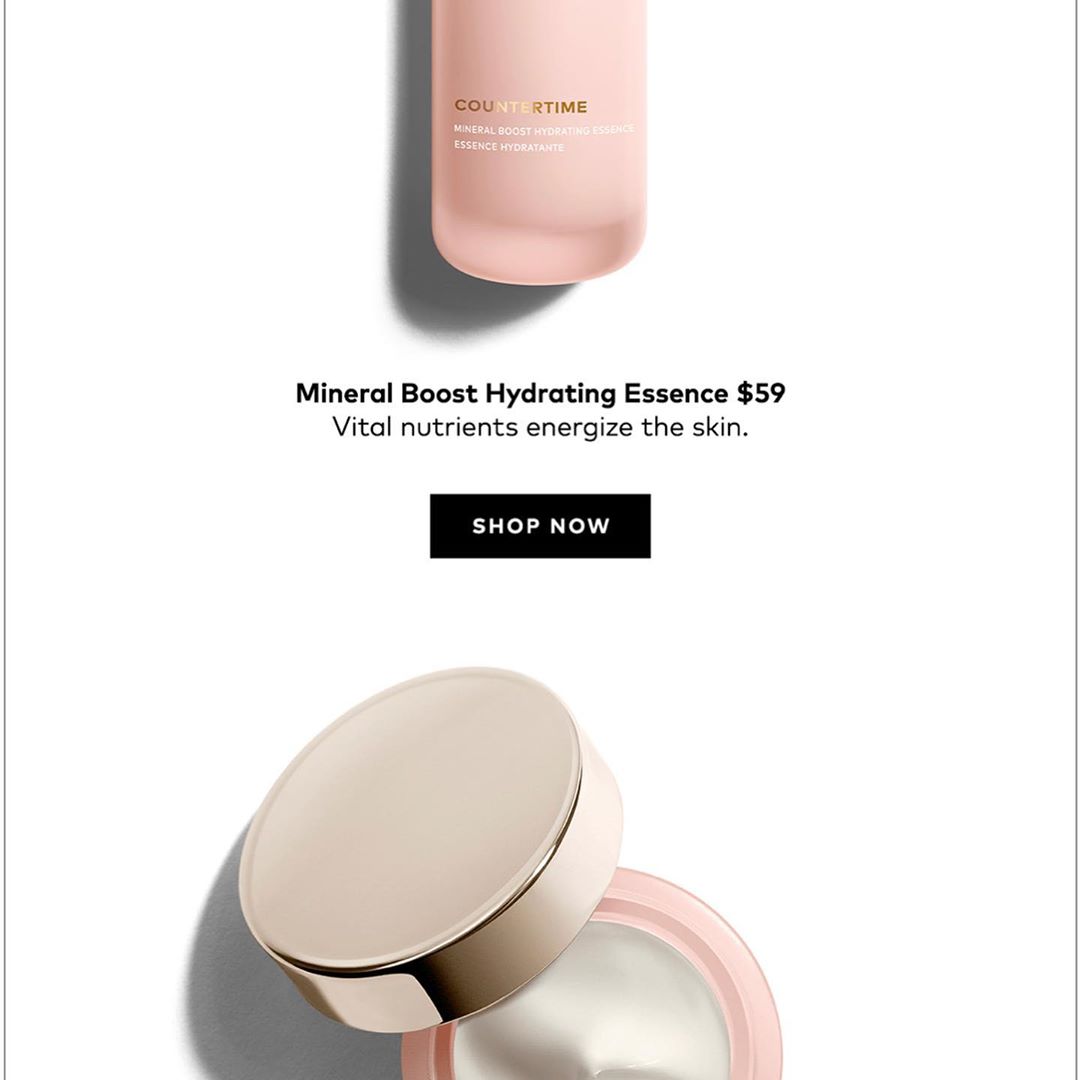 COUNTERTIME
MINERAL BOOST HYDRATING ESSENCE
ESSENCE HYDRATANTE
Mineral Boost Hydrating Essence $59
Vital nutrients energize the skin.
SHOP NOW